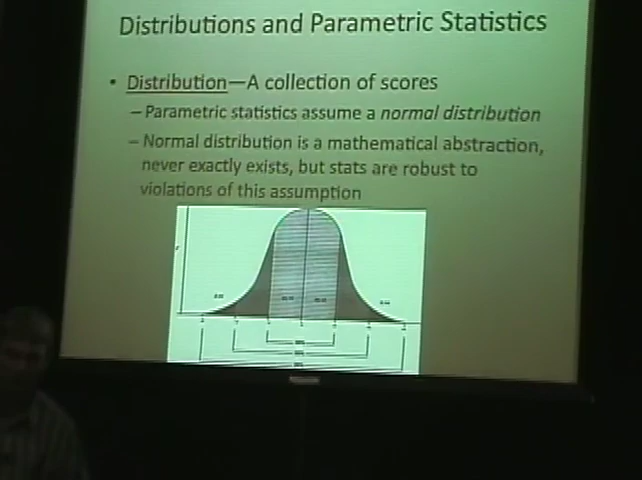 Distributions and Parametric Statistics
• Distribution—A collection of scores
– Parametric statistics assume a normal distribution
– Normal distribution is a mathematical abstraction,
never exactly exists, but stats are robust to
violations of this assumption